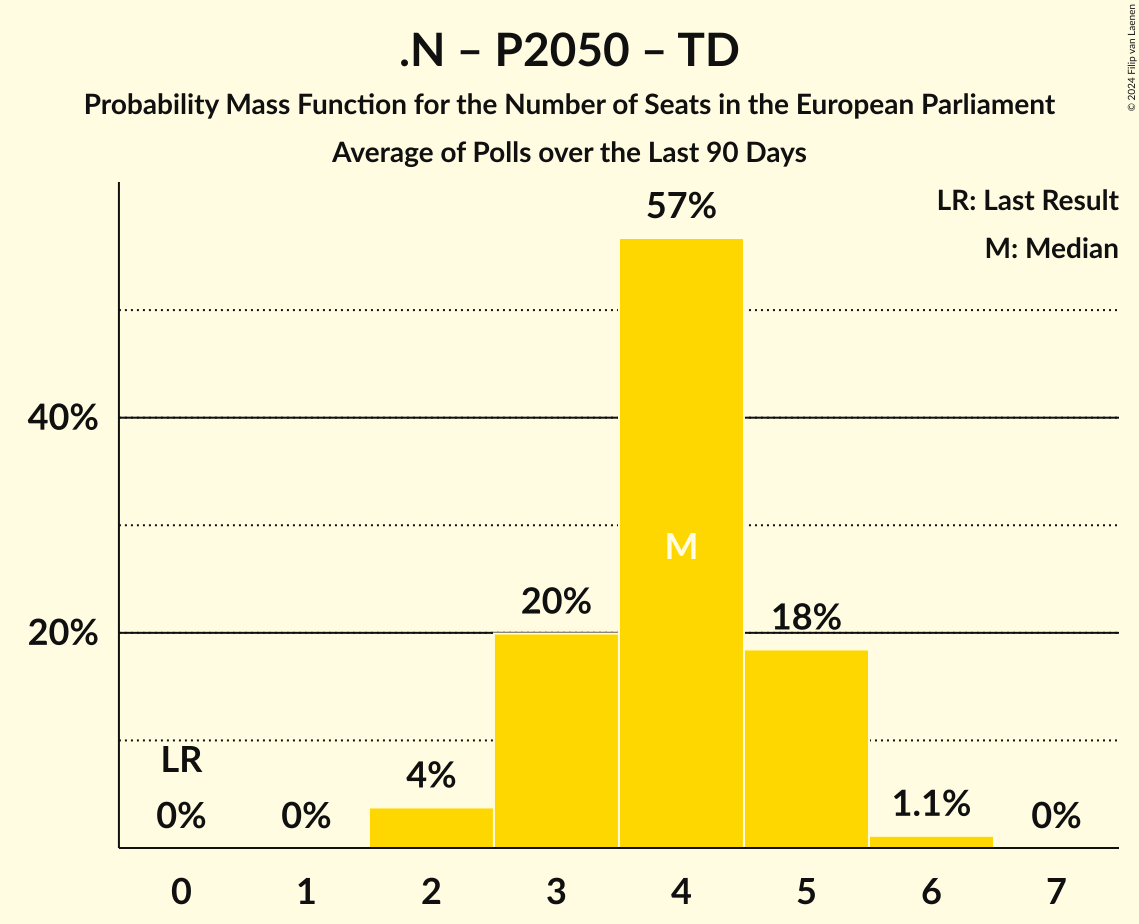 .N – P2050 – TD
Probability Mass Function for the Number of Seats in the European Parliament
Average of Polls over the Last 90 Days
© 2024 Filip van Laenen
LR: Last Result
M: Median
57%
40%
M
20%
18%
20%
LR
4%
0%
0%
1.1%
0%
0 1 2 3 4 5 6 7